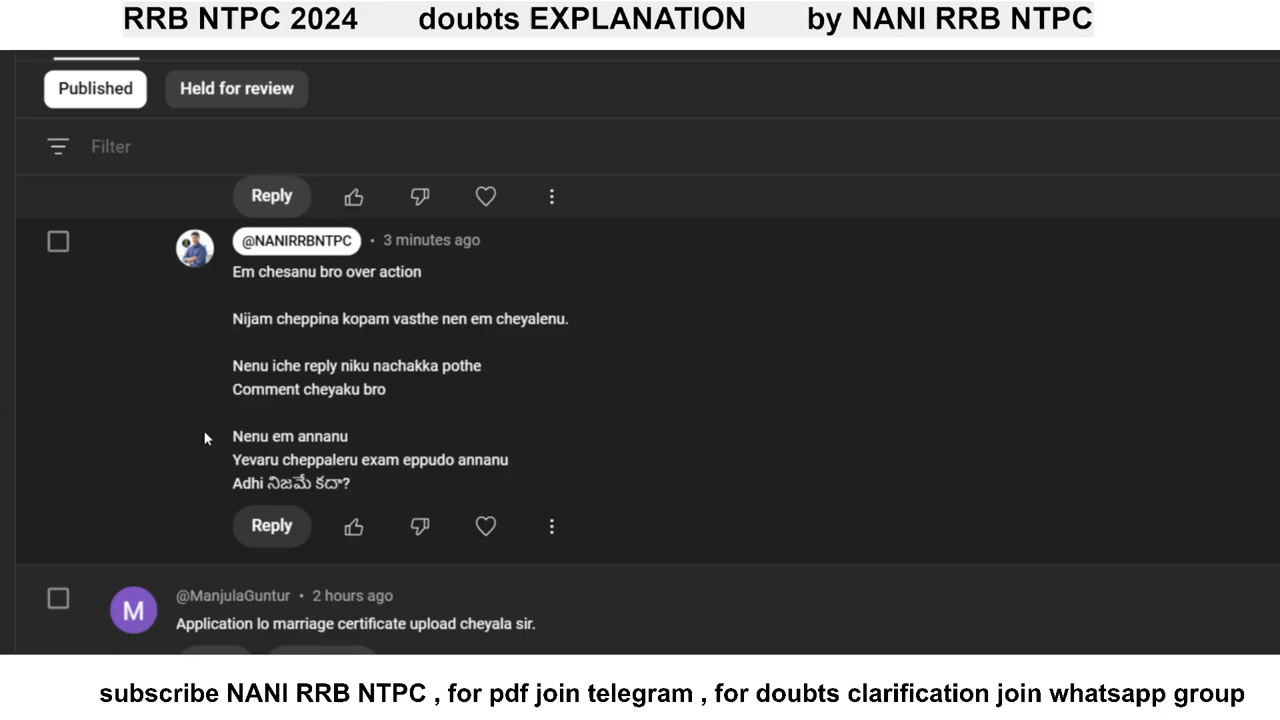 RRB NTPC 2024 doubts EXPLANATION by NANI RRB NTPC
Published Held for review
Filter
Reply
@NANIRRBNTPC • 3 minutes ago
Em chesanu bro over action
Nijam cheppina kopam vasthe nen em cheyalenu.
Nenu iche reply niku nachakka pothe
Comment cheyaku bro
Nenu em annanu
Yevaru cheppaleru exam eppudo annanu
Adhi నిజమే కదా?
Reply
M
@ManjulaGuntur • 2 hours ago
Application lo marriage certificate upload cheyala sir.
subscribe NANI RRB NTPC , for pdf join telegram , for doubts clarification join whatsapp group